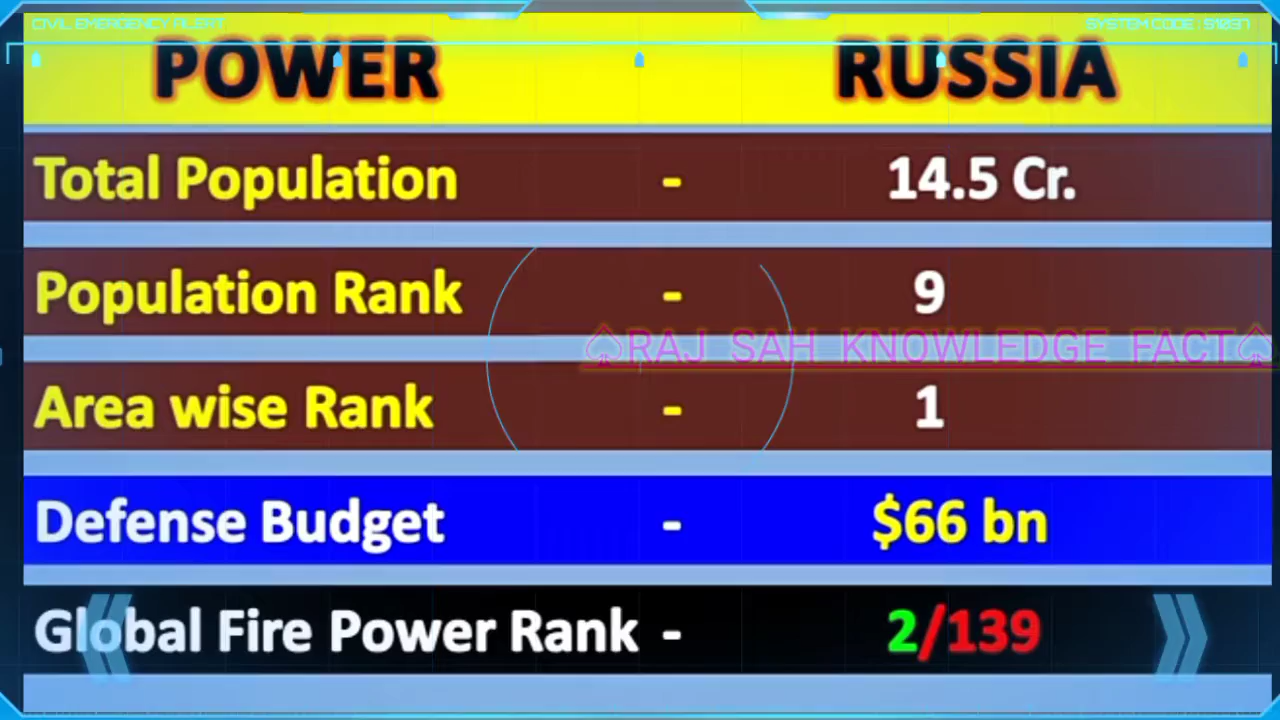 CIVIL EMERGENCY ALERT SYSTEM CODE : S1037
POWER RUSSIA
Total Population - 14.5 Cr.
Population Rank - 9
♤RAJ SAH KNOWLEDGE FACT♤
Area wise Rank - 1
Defense Budget - $66 bn
Global Fire Power Rank - 2/139